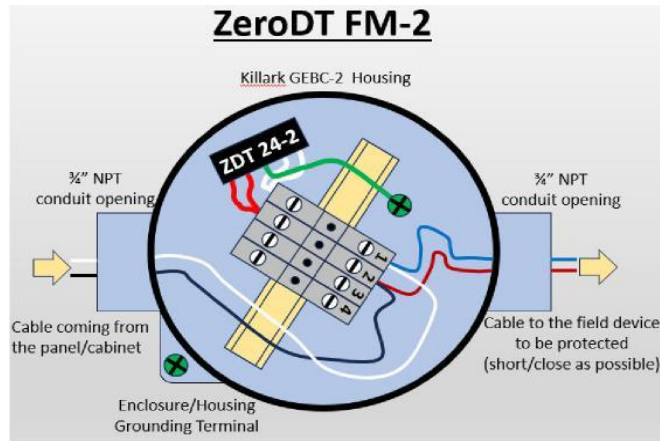 ZeroDT FM-2
Killark GEBC-2 Housing
¾” NPT
conduit opening
¾” NPT
conduit opening
ZDT 24-2
1
2
3
4
Cable coming from
the panel/cabinet
Cable to the field device
to be protected
(short/close as possible)
Enclosure/Housing
Grounding Terminal